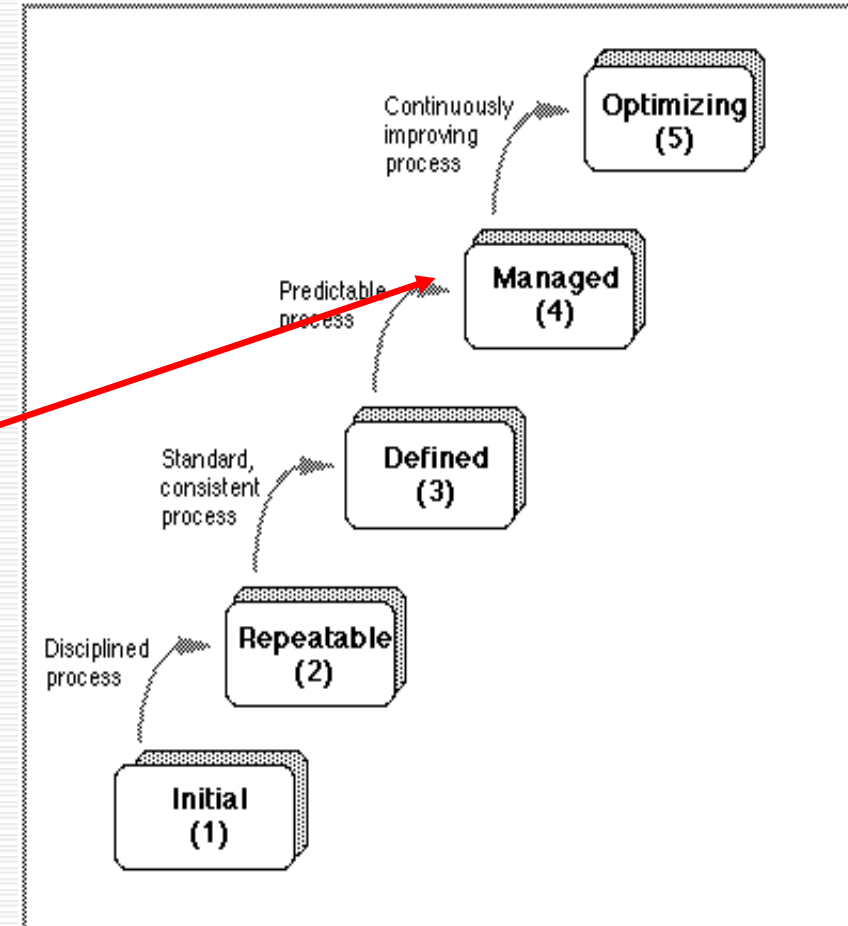 Continuously
improving
process
Optimizing
(5)
Predictable
process
Managed
(4)
Standard,
consistent
process
Defined
(3)
Disciplined
process
Repeatable
(2)
Initial
(1)